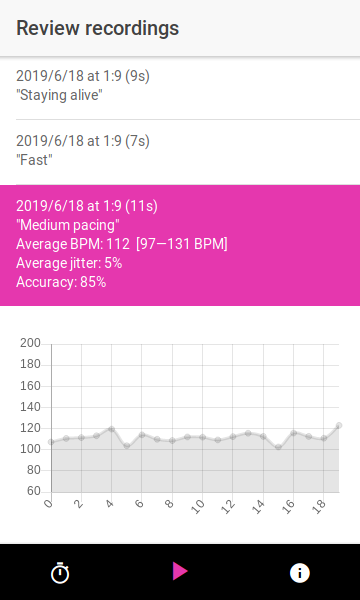 Review recordings
2019/6/18 at 1:9 (9s)
"Staying alive"
2019/6/18 at 1:9 (7s)
"Fast"
2019/6/18 at 1:9 (11s)
"Medium pacing"
Average BPM: 112 [97—131 BPM]
Average jitter: 5%
Accuracy: 85%
200
180
160
140
120
100
80
60
0 2 4 6 8 10 12 14 16 18